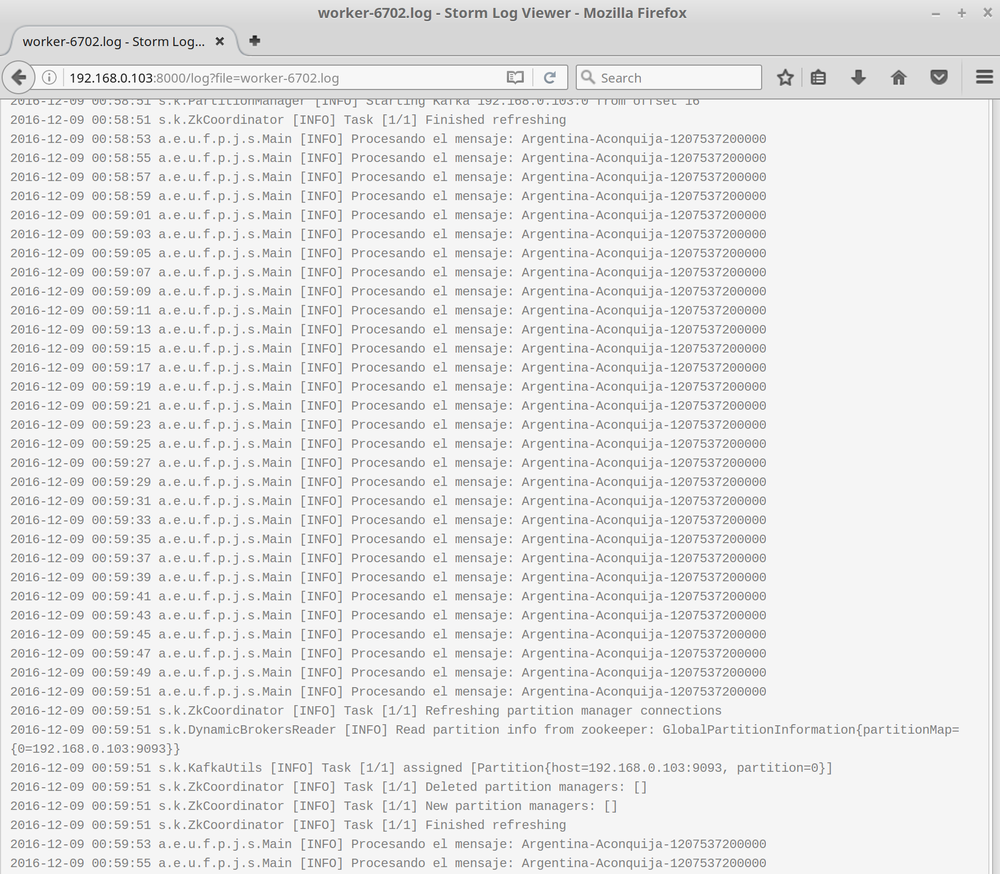 worker-6702.log - Storm Log Viewer - Mozilla Firefox
worker-6702.log - Storm Log...
192.168.0.103:8000/log?file=worker-6702.log
Search
2016-12-09 00:58:51 s.k.PartitionManager [INFO] Starting Kafka 192.168.0.103:0 from offset 16
2016-12-09 00:58:51 s.k.ZkCoordinator [INFO] Task [1/1] Finished refreshing
2016-12-09 00:58:53 a.e.u.f.p.j.s.Main [INFO] Procesando el mensaje: Argentina-Aconquija-1207537200000
2016-12-09 00:58:55 a.e.u.f.p.j.s.Main [INFO] Procesando el mensaje: Argentina-Aconquija-1207537200000
2016-12-09 00:58:57 a.e.u.f.p.j.s.Main [INFO] Procesando el mensaje: Argentina-Aconquija-1207537200000
2016-12-09 00:58:59 a.e.u.f.p.j.s.Main [INFO] Procesando el mensaje: Argentina-Aconquija-1207537200000
2016-12-09 00:59:01 a.e.u.f.p.j.s.Main [INFO] Procesando el mensaje: Argentina-Aconquija-1207537200000
2016-12-09 00:59:03 a.e.u.f.p.j.s.Main [INFO] Procesando el mensaje: Argentina-Aconquija-1207537200000
2016-12-09 00:59:05 a.e.u.f.p.j.s.Main [INFO] Procesando el mensaje: Argentina-Aconquija-1207537200000
2016-12-09 00:59:07 a.e.u.f.p.j.s.Main [INFO] Procesando el mensaje: Argentina-Aconquija-1207537200000
2016-12-09 00:59:09 a.e.u.f.p.j.s.Main [INFO] Procesando el mensaje: Argentina-Aconquija-1207537200000
2016-12-09 00:59:11 a.e.u.f.p.j.s.Main [INFO] Procesando el mensaje: Argentina-Aconquija-1207537200000
2016-12-09 00:59:13 a.e.u.f.p.j.s.Main [INFO] Procesando el mensaje: Argentina-Aconquija-1207537200000
2016-12-09 00:59:15 a.e.u.f.p.j.s.Main [INFO] Procesando el mensaje: Argentina-Aconquija-1207537200000
2016-12-09 00:59:17 a.e.u.f.p.j.s.Main [INFO] Procesando el mensaje: Argentina-Aconquija-1207537200000
2016-12-09 00:59:19 a.e.u.f.p.j.s.Main [INFO] Procesando el mensaje: Argentina-Aconquija-1207537200000
2016-12-09 00:59:21 a.e.u.f.p.j.s.Main [INFO] Procesando el mensaje: Argentina-Aconquija-1207537200000
2016-12-09 00:59:23 a.e.u.f.p.j.s.Main [INFO] Procesando el mensaje: Argentina-Aconquija-1207537200000
2016-12-09 00:59:25 a.e.u.f.p.j.s.Main [INFO] Procesando el mensaje: Argentina-Aconquija-1207537200000
2016-12-09 00:59:27 a.e.u.f.p.j.s.Main [INFO] Procesando el mensaje: Argentina-Aconquija-1207537200000
2016-12-09 00:59:29 a.e.u.f.p.j.s.Main [INFO] Procesando el mensaje: Argentina-Aconquija-1207537200000
2016-12-09 00:59:31 a.e.u.f.p.j.s.Main [INFO] Procesando el mensaje: Argentina-Aconquija-1207537200000
2016-12-09 00:59:33 a.e.u.f.p.j.s.Main [INFO] Procesando el mensaje: Argentina-Aconquija-1207537200000
2016-12-09 00:59:35 a.e.u.f.p.j.s.Main [INFO] Procesando el mensaje: Argentina-Aconquija-1207537200000
2016-12-09 00:59:37 a.e.u.f.p.j.s.Main [INFO] Procesando el mensaje: Argentina-Aconquija-1207537200000
2016-12-09 00:59:39 a.e.u.f.p.j.s.Main [INFO] Procesando el mensaje: Argentina-Aconquija-1207537200000
2016-12-09 00:59:41 a.e.u.f.p.j.s.Main [INFO] Procesando el mensaje: Argentina-Aconquija-1207537200000
2016-12-09 00:59:43 a.e.u.f.p.j.s.Main [INFO] Procesando el mensaje: Argentina-Aconquija-1207537200000
2016-12-09 00:59:45 a.e.u.f.p.j.s.Main [INFO] Procesando el mensaje: Argentina-Aconquija-1207537200000
2016-12-09 00:59:47 a.e.u.f.p.j.s.Main [INFO] Procesando el mensaje: Argentina-Aconquija-1207537200000
2016-12-09 00:59:49 a.e.u.f.p.j.s.Main [INFO] Procesando el mensaje: Argentina-Aconquija-1207537200000
2016-12-09 00:59:51 a.e.u.f.p.j.s.Main [INFO] Procesando el mensaje: Argentina-Aconquija-1207537200000
2016-12-09 00:59:51 s.k.ZkCoordinator [INFO] Task [1/1] Refreshing partition manager connections
2016-12-09 00:59:51 s.k.DynamicBrokersReader [INFO] Read partition info from zookeeper: GlobalPartitionInformation{partitionMap=
{0=192.168.0.103:9093}}
2016-12-09 00:59:51 s.k.KafkaUtils [INFO] Task [1/1] assigned [Partition{host=192.168.0.103:9093, partition=0}]
2016-12-09 00:59:51 s.k.ZkCoordinator [INFO] Task [1/1] Deleted partition managers: []
2016-12-09 00:59:51 s.k.ZkCoordinator [INFO] Task [1/1] New partition managers: []
2016-12-09 00:59:51 s.k.ZkCoordinator [INFO] Task [1/1] Finished refreshing
2016-12-09 00:59:53 a.e.u.f.p.j.s.Main [INFO] Procesando el mensaje: Argentina-Aconquija-1207537200000
2016-12-09 00:59:55 a.e.u.f.p.j.s.Main [INFO] Procesando el mensaje: Argentina-Aconquija-1207537200000